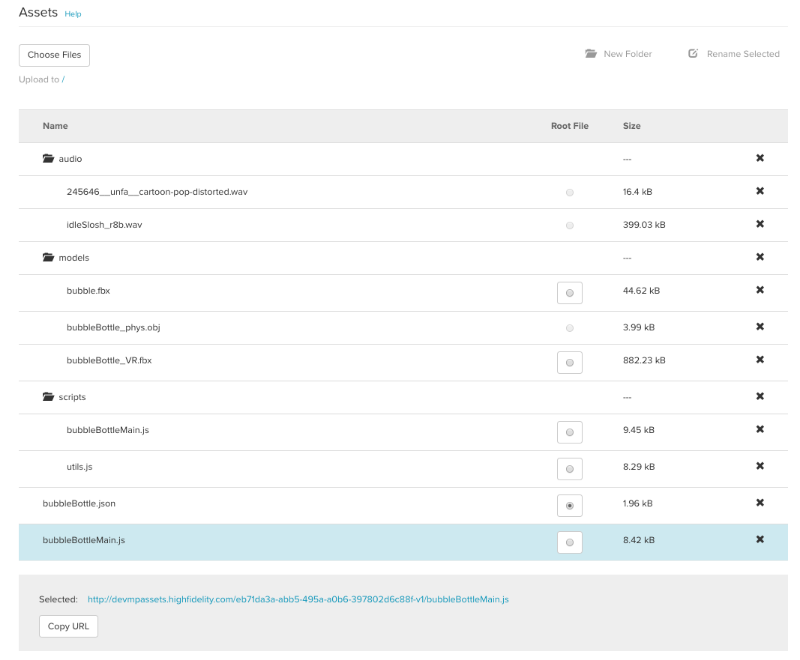 Assets Help
Choose Files New Folder Rename Selected
Upload to /
Name Root File Size
audio ---
245646__unfa__cartoon-pop-distorted.wav 16.4 kB
idleSlosh_r8b.wav 399.03 kB
models ---
bubble.fbx 44.62 kB
bubbleBottle_phys.obj 3.99 kB
bubbleBottle_VR.fbx 882.23 kB
scripts ---
bubbleBottleMain.js 9.45 kB
utils.js 8.29 kB
bubbleBottle.json 1.96 kB
bubbleBottleMain.js 8.42 kB
Selected: http://devmpassets.highfidelity.com/eb71da3a-abb5-495a-a0b6-397802d6c88f-v1/bubbleBottleMain.js
Copy URL